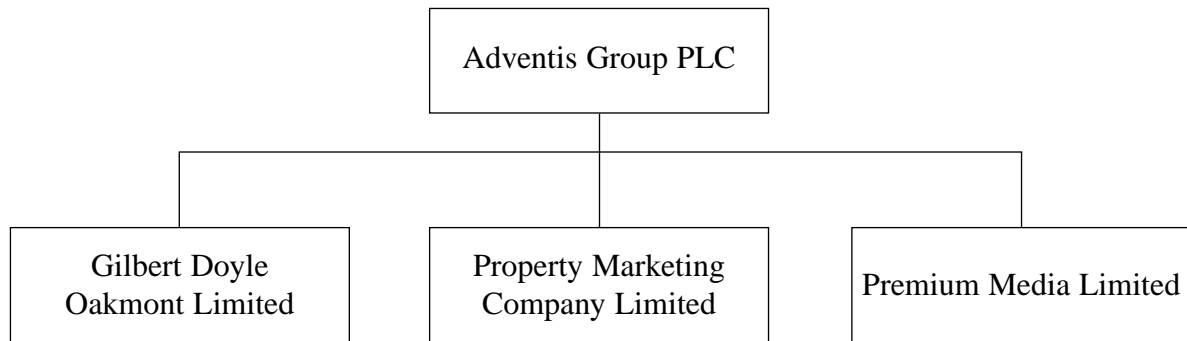 Adventis Group PLC
Gilbert Doyle
Oakmont Limited
Property Marketing
Company Limited
Premium Media Limited